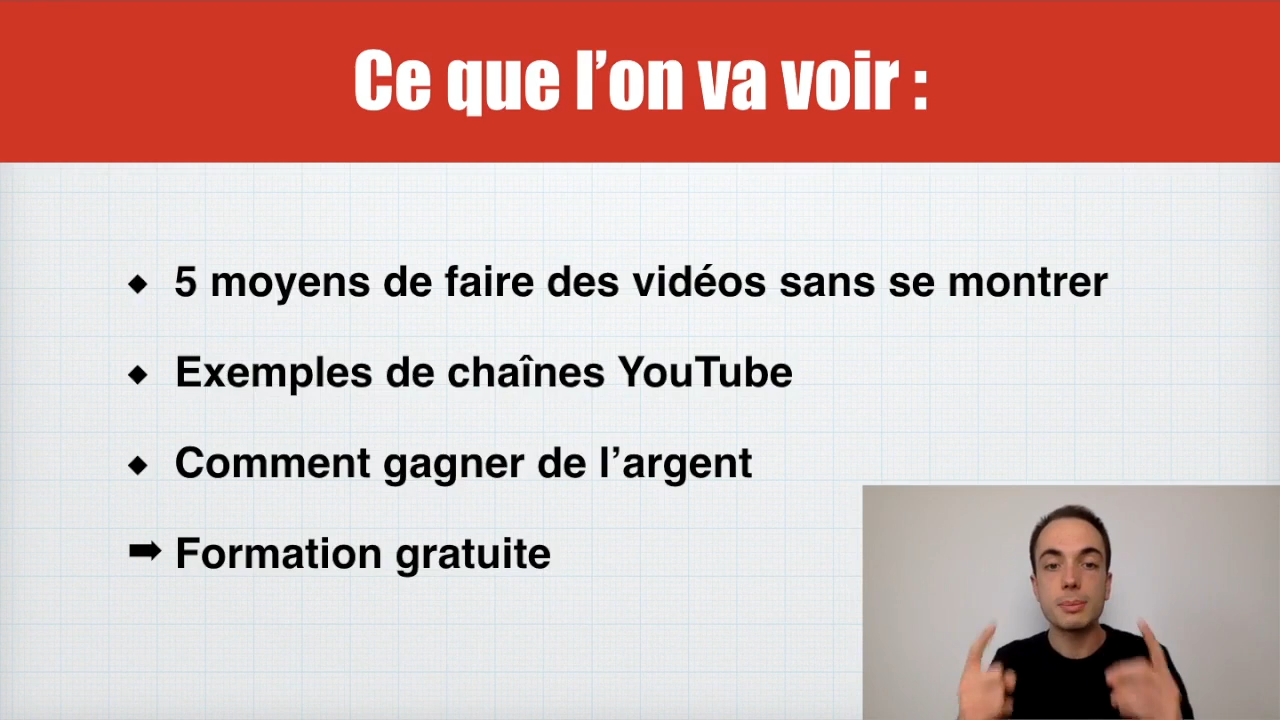 Ce que l’on va voir :
5 moyens de faire des vidéos sans se montrer
Exemples de chaînes YouTube
Comment gagner de l’argent
➡ Formation gratuite